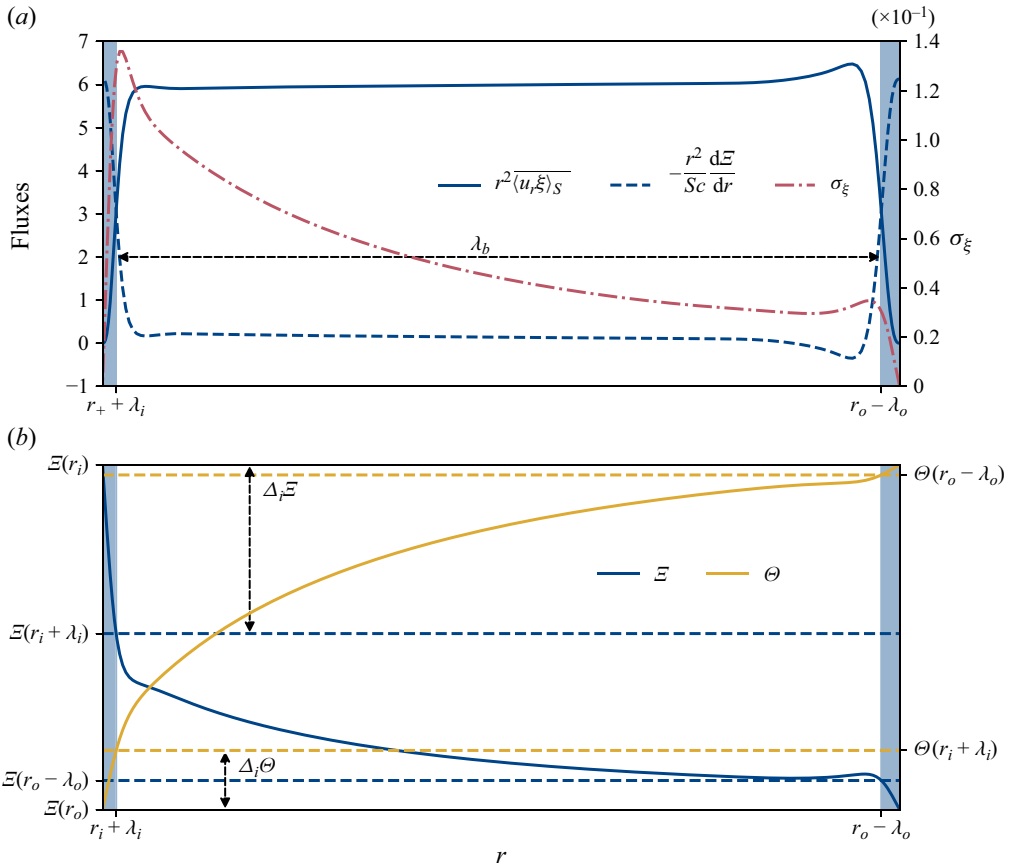 (a)
(×10⁻¹)
7
6
5
4
3
2
1
0
−1
Fluxes
1.4
1.2
1.0
0.8
0.6
0.4
0.2
0
σ_ξ
r²⟨u_rξ⟩_S
−r²/Sc dΞ/dr
σ_ξ
λ_b
r₊ + λ_i
r_o − λ_o
(b)
Ξ(r_i)
Ξ(r_i + λ_i)
Ξ(r_o − λ_o)
Ξ(r_o)
Δ_iΞ
Ξ
Θ
Δ_iΘ
Θ(r_o − λ_o)
Θ(r_i + λ_i)
r_i + λ_i
r_o − λ_o
r